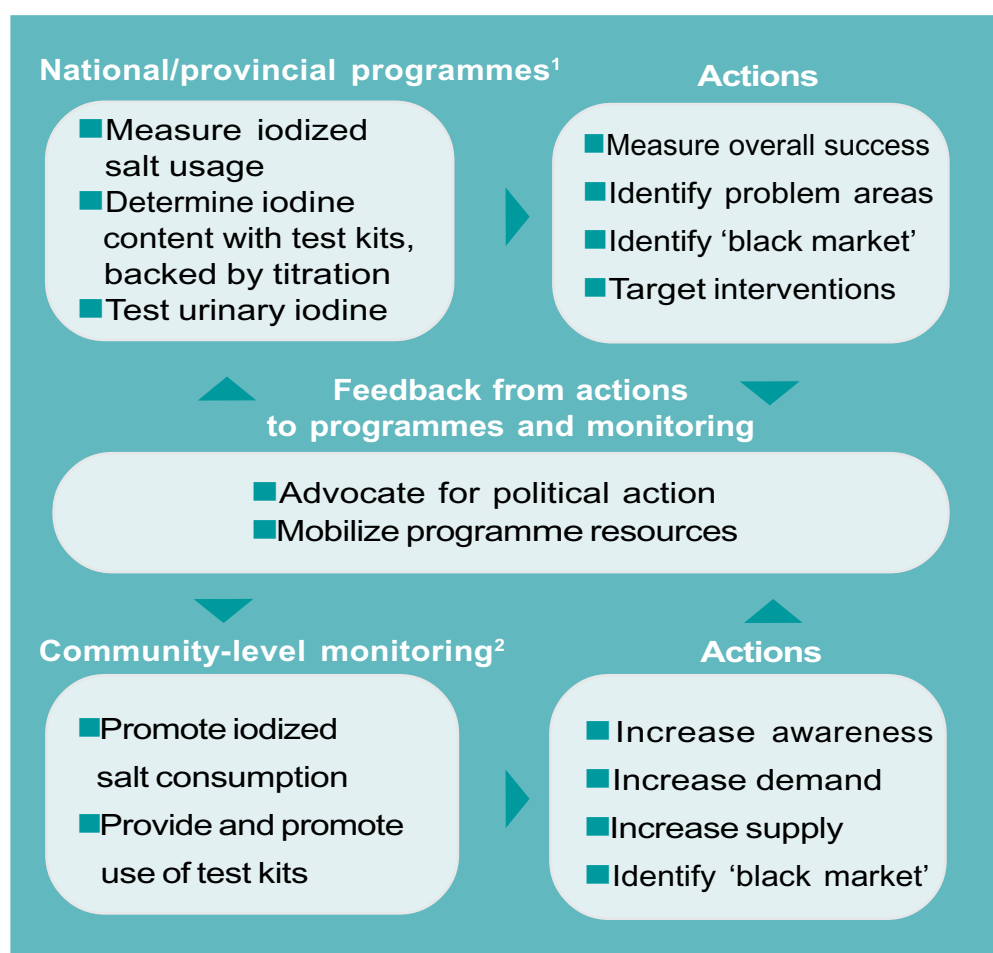 National/provincial programmes¹
■Measure iodized
salt usage
■Determine iodine
content with test kits,
backed by titration
■Test urinary iodine
Actions
■Measure overall success
■Identify problem areas
■Identify ‘black market’
■Target interventions
Feedback from actions
to programmes and monitoring
■Advocate for political action
■Mobilize programme resources
Community-level monitoring²
■Promote iodized
salt consumption
■Provide and promote
use of test kits
Actions
■Increase awareness
■Increase demand
■Increase supply
■Identify ‘black market’